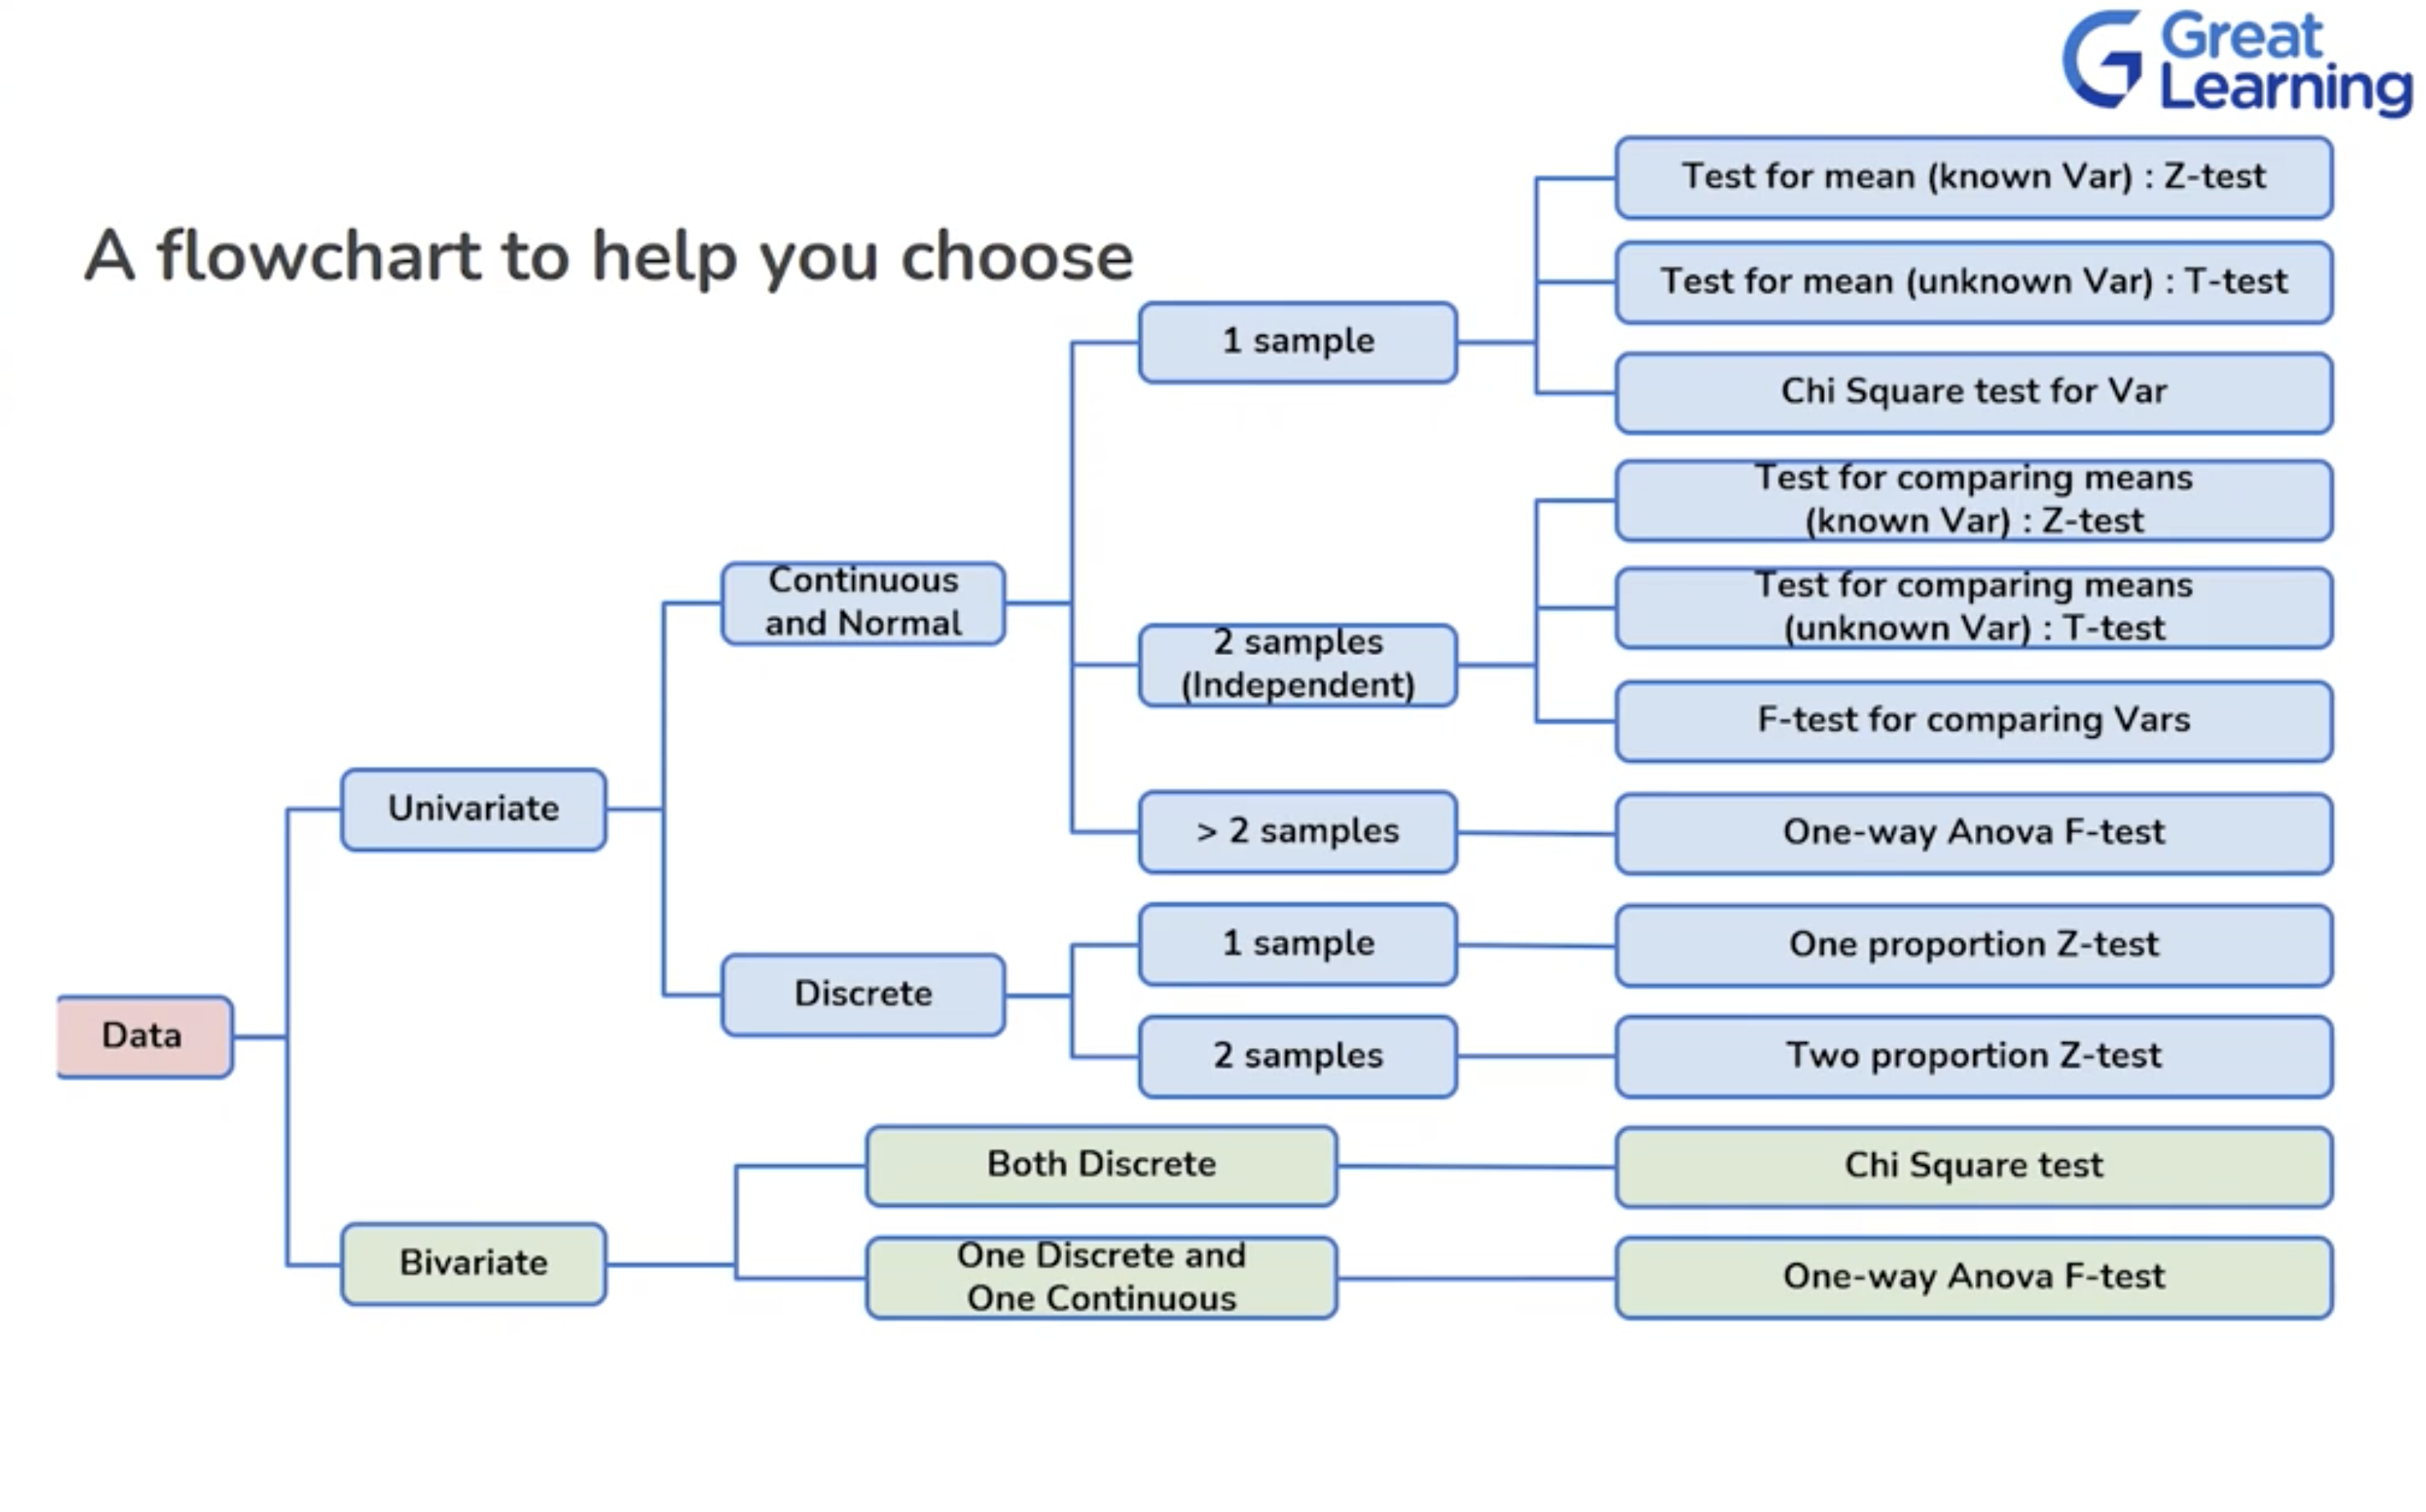 Great
Learning
A flowchart to help you choose
Test for mean (known Var) : Z-test
Test for mean (unknown Var) : T-test
1 sample
Chi Square test for Var
Test for comparing means
(known Var) : Z-test
Continuous
and Normal
Test for comparing means
(unknown Var) : T-test
2 samples
(Independent)
F-test for comparing Vars
Univariate
> 2 samples
One-way Anova F-test
1 sample
One proportion Z-test
Discrete
Data
2 samples
Two proportion Z-test
Both Discrete
Chi Square test
Bivariate
One Discrete and
One Continuous
One-way Anova F-test